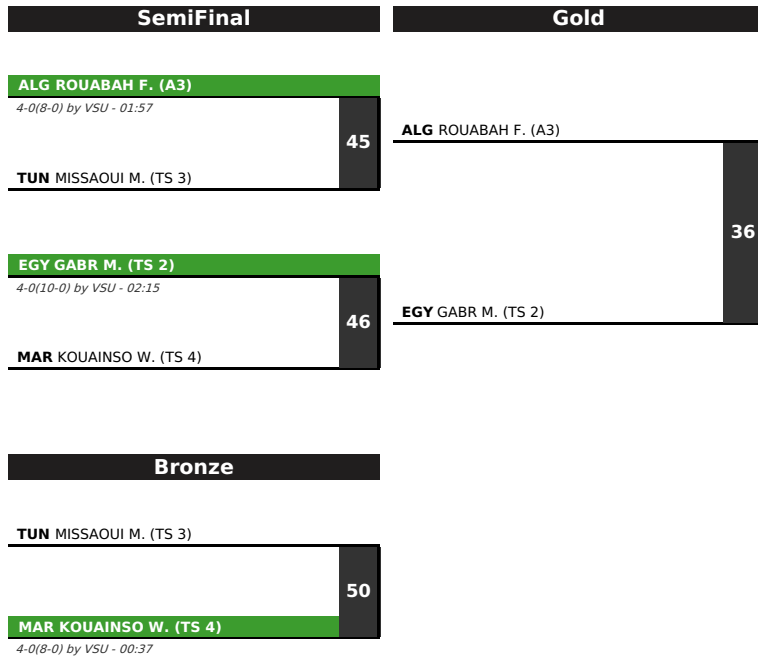 SemiFinal
ALG ROUABAH F. (A3)
4-0(8-0) by VSU - 01:57
45
TUN MISSAOUI M. (TS 3)
EGY GABR M. (TS 2)
4-0(10-0) by VSU - 02:15
46
MAR KOUAINSO W. (TS 4)
Gold
ALG ROUABAH F. (A3)
36
EGY GABR M. (TS 2)
Bronze
TUN MISSAOUI M. (TS 3)
50
MAR KOUAINSO W. (TS 4)
4-0(8-0) by VSU - 00:37